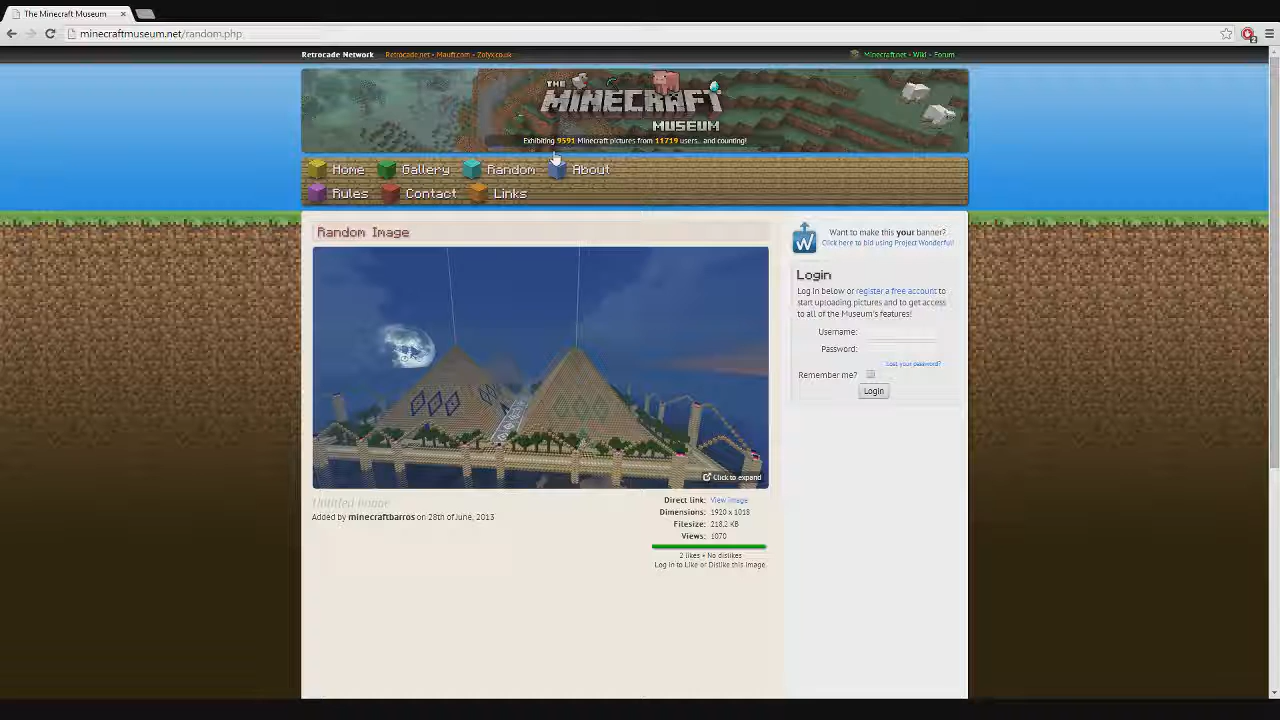 The Minecraft Museum
minecraftmuseum.net/random.php
Retrocade Network
Retrocade.net • Mauft.com • Zolyx.co.uk
Minecraft.net • Wiki • Forum
THE
MINECRAFT
MUSEUM
Exhibiting 9591 Minecraft pictures from 11719 users...and counting!
Home
Gallery
Random
About
Rules
Contact
Links
Random Image
Click to expand
Untitled image
Added by minecraftbarros on 28th of June, 2013
Direct link: View image
Dimensions: 1920 x 1018
Filesize: 218.2 KB
Views: 1070
2 likes • No dislikes
Log in to Like or Dislike this image.
W
Want to make this your banner?
Click here to bid using Project Wonderful!
Login
Log in below or register a free account to
start uploading pictures and to get access
to all of the Museum's features!
Username:
Password:
Lost your password?
Remember me?
Login